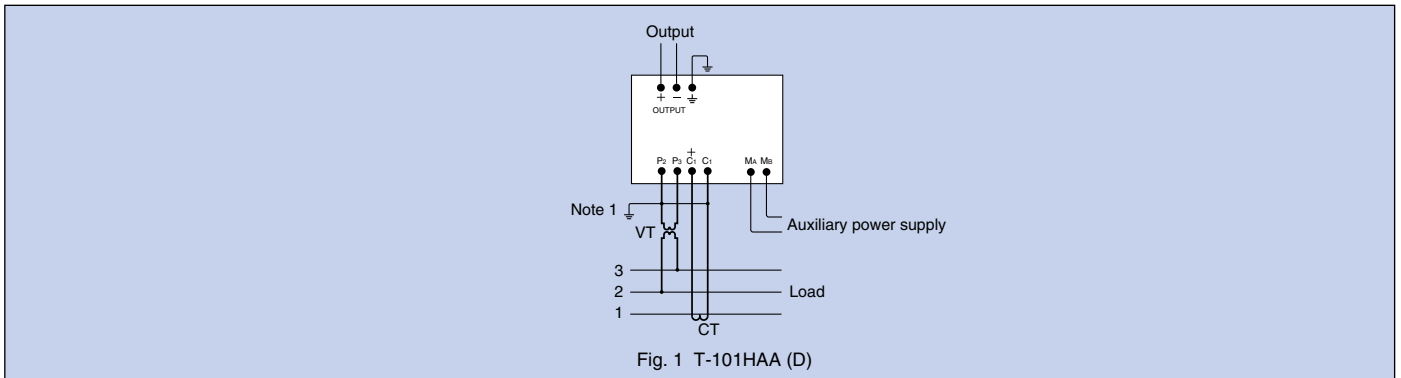 Output
+ − ⏚
OUTPUT
+
P2 P3 C1 C1 MA MB
Note 1
VT
Auxiliary power supply
3
2 Load
1
CT
Fig. 1 T-101HAA (D)